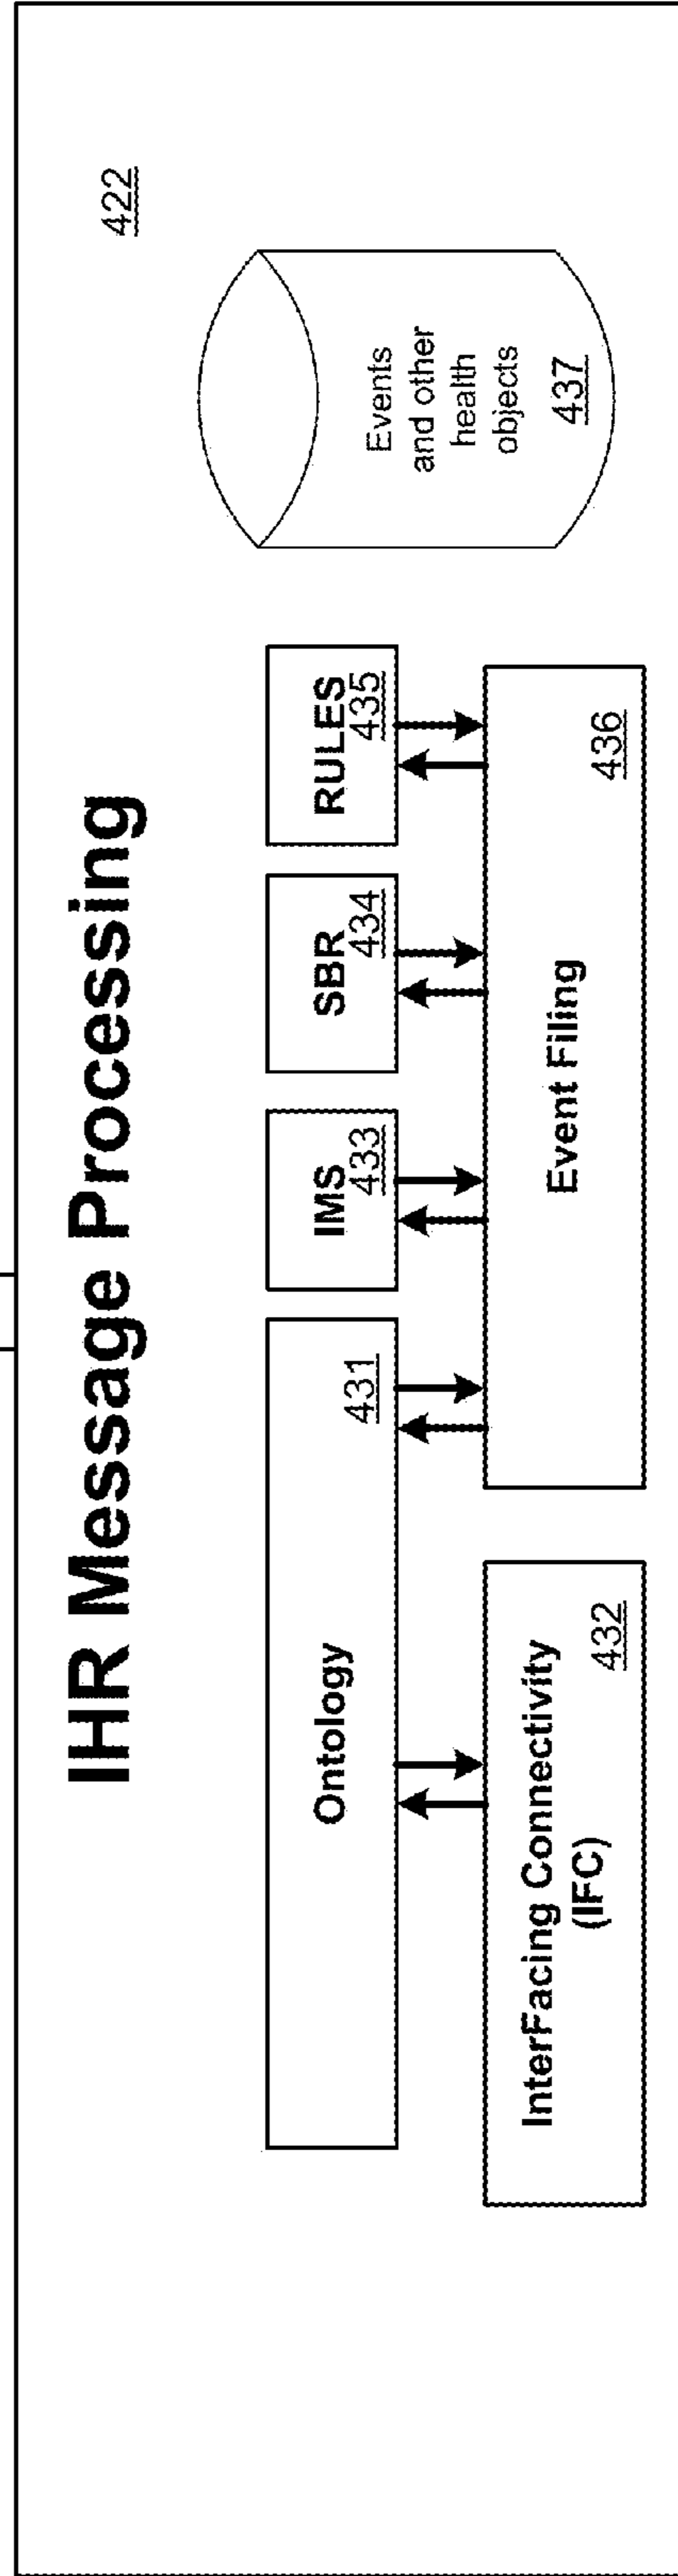 IHR Message Processing
422
Ontology
431
IMS
433
SBR
434
RULES
435
InterFacing Connectivity
(IFC)
432
Event Filing
436
Events
and other
health
objects
437